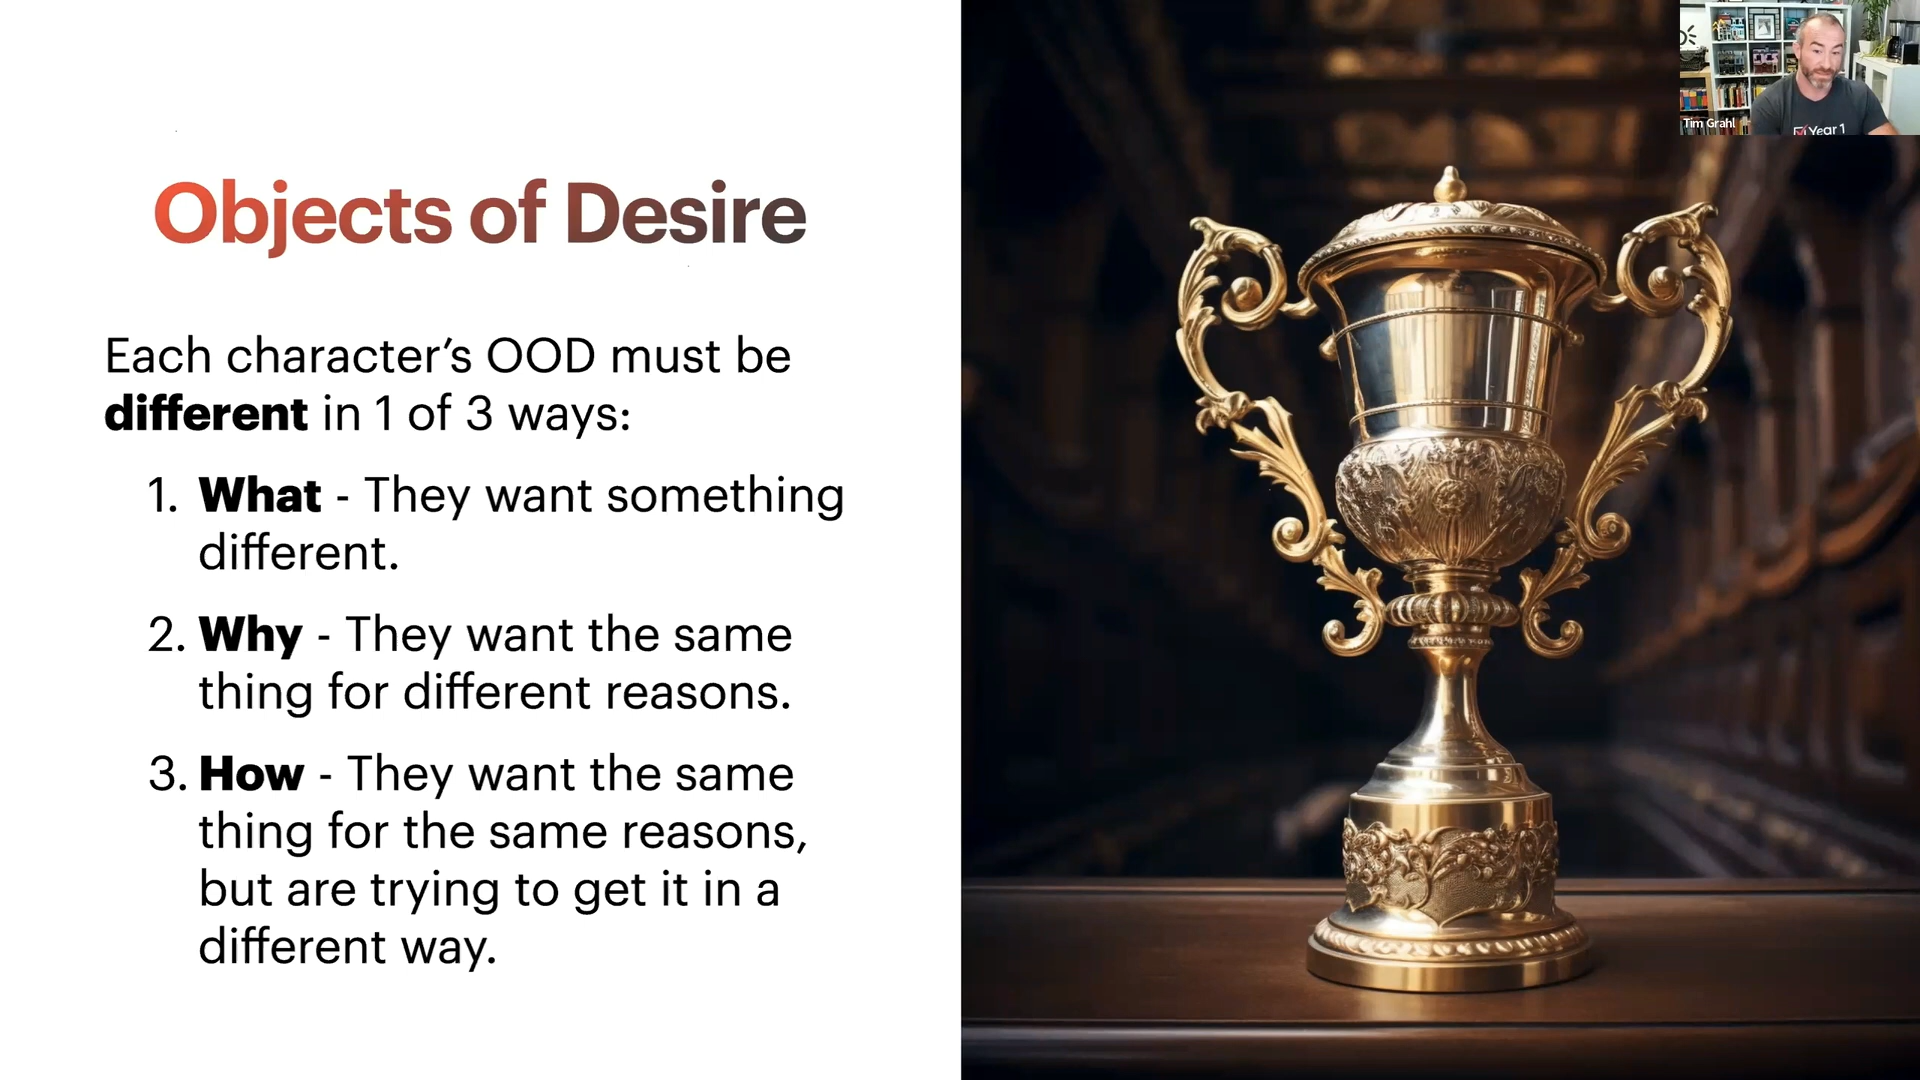 Objects of Desire
Each character’s OOD must be
different in 1 of 3 ways:
1. What - They want something
different.
2. Why - They want the same
thing for different reasons.
3. How - They want the same
thing for the same reasons,
but are trying to get it in a
different way.
Tim Grahl
Year 1